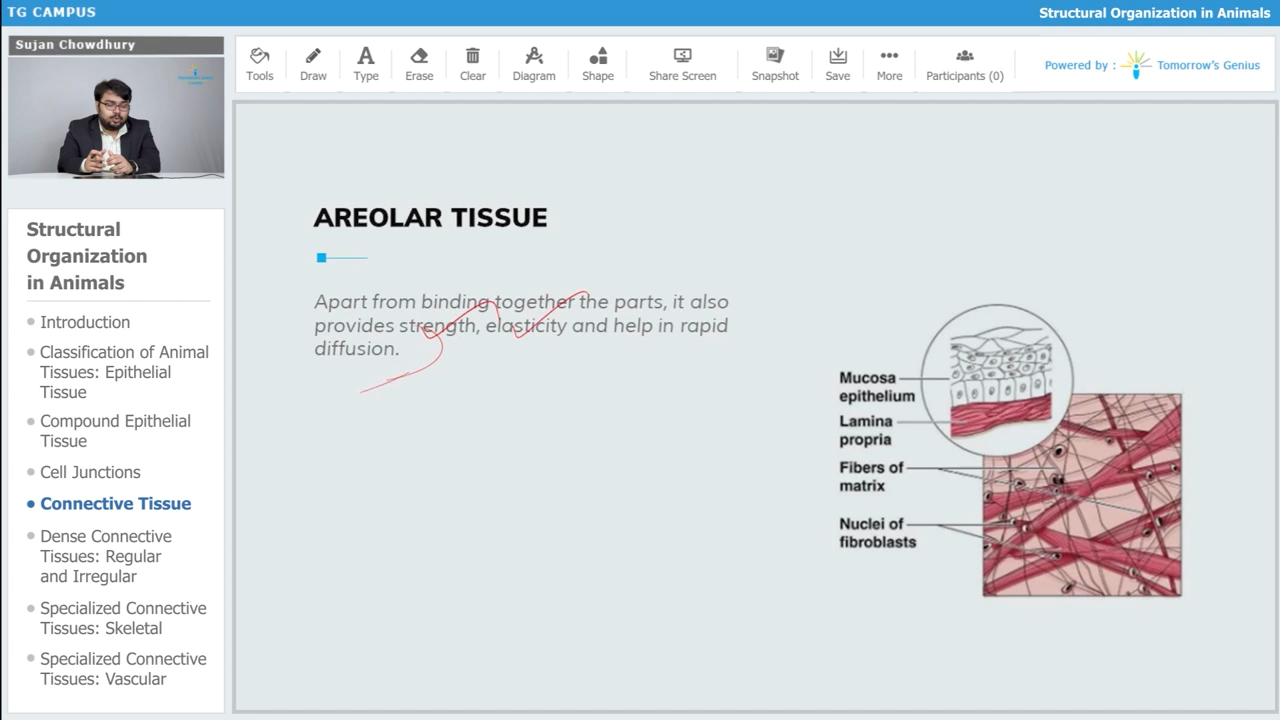 TG CAMPUS
Structural Organization in Animals
Sujan Chowdhury
Tools
Draw
Type
Erase
Clear
Diagram
Shape
Share Screen
Snapshot
Save
More
Participants (0)
Powered by :
Tomorrow's Genius
Structural
Organization
in Animals
Introduction
Classification of Animal
Tissues: Epithelial
Tissue
Compound Epithelial
Tissue
Cell Junctions
Connective Tissue
Dense Connective
Tissues: Regular
and Irregular
Specialized Connective
Tissues: Skeletal
Specialized Connective
Tissues: Vascular
AREOLAR TISSUE
Apart from binding together the parts, it also
provides strength, elasticity and help in rapid
diffusion.
Mucosa
epithelium
Lamina
propria
Fibers of
matrix
Nuclei of
fibroblasts